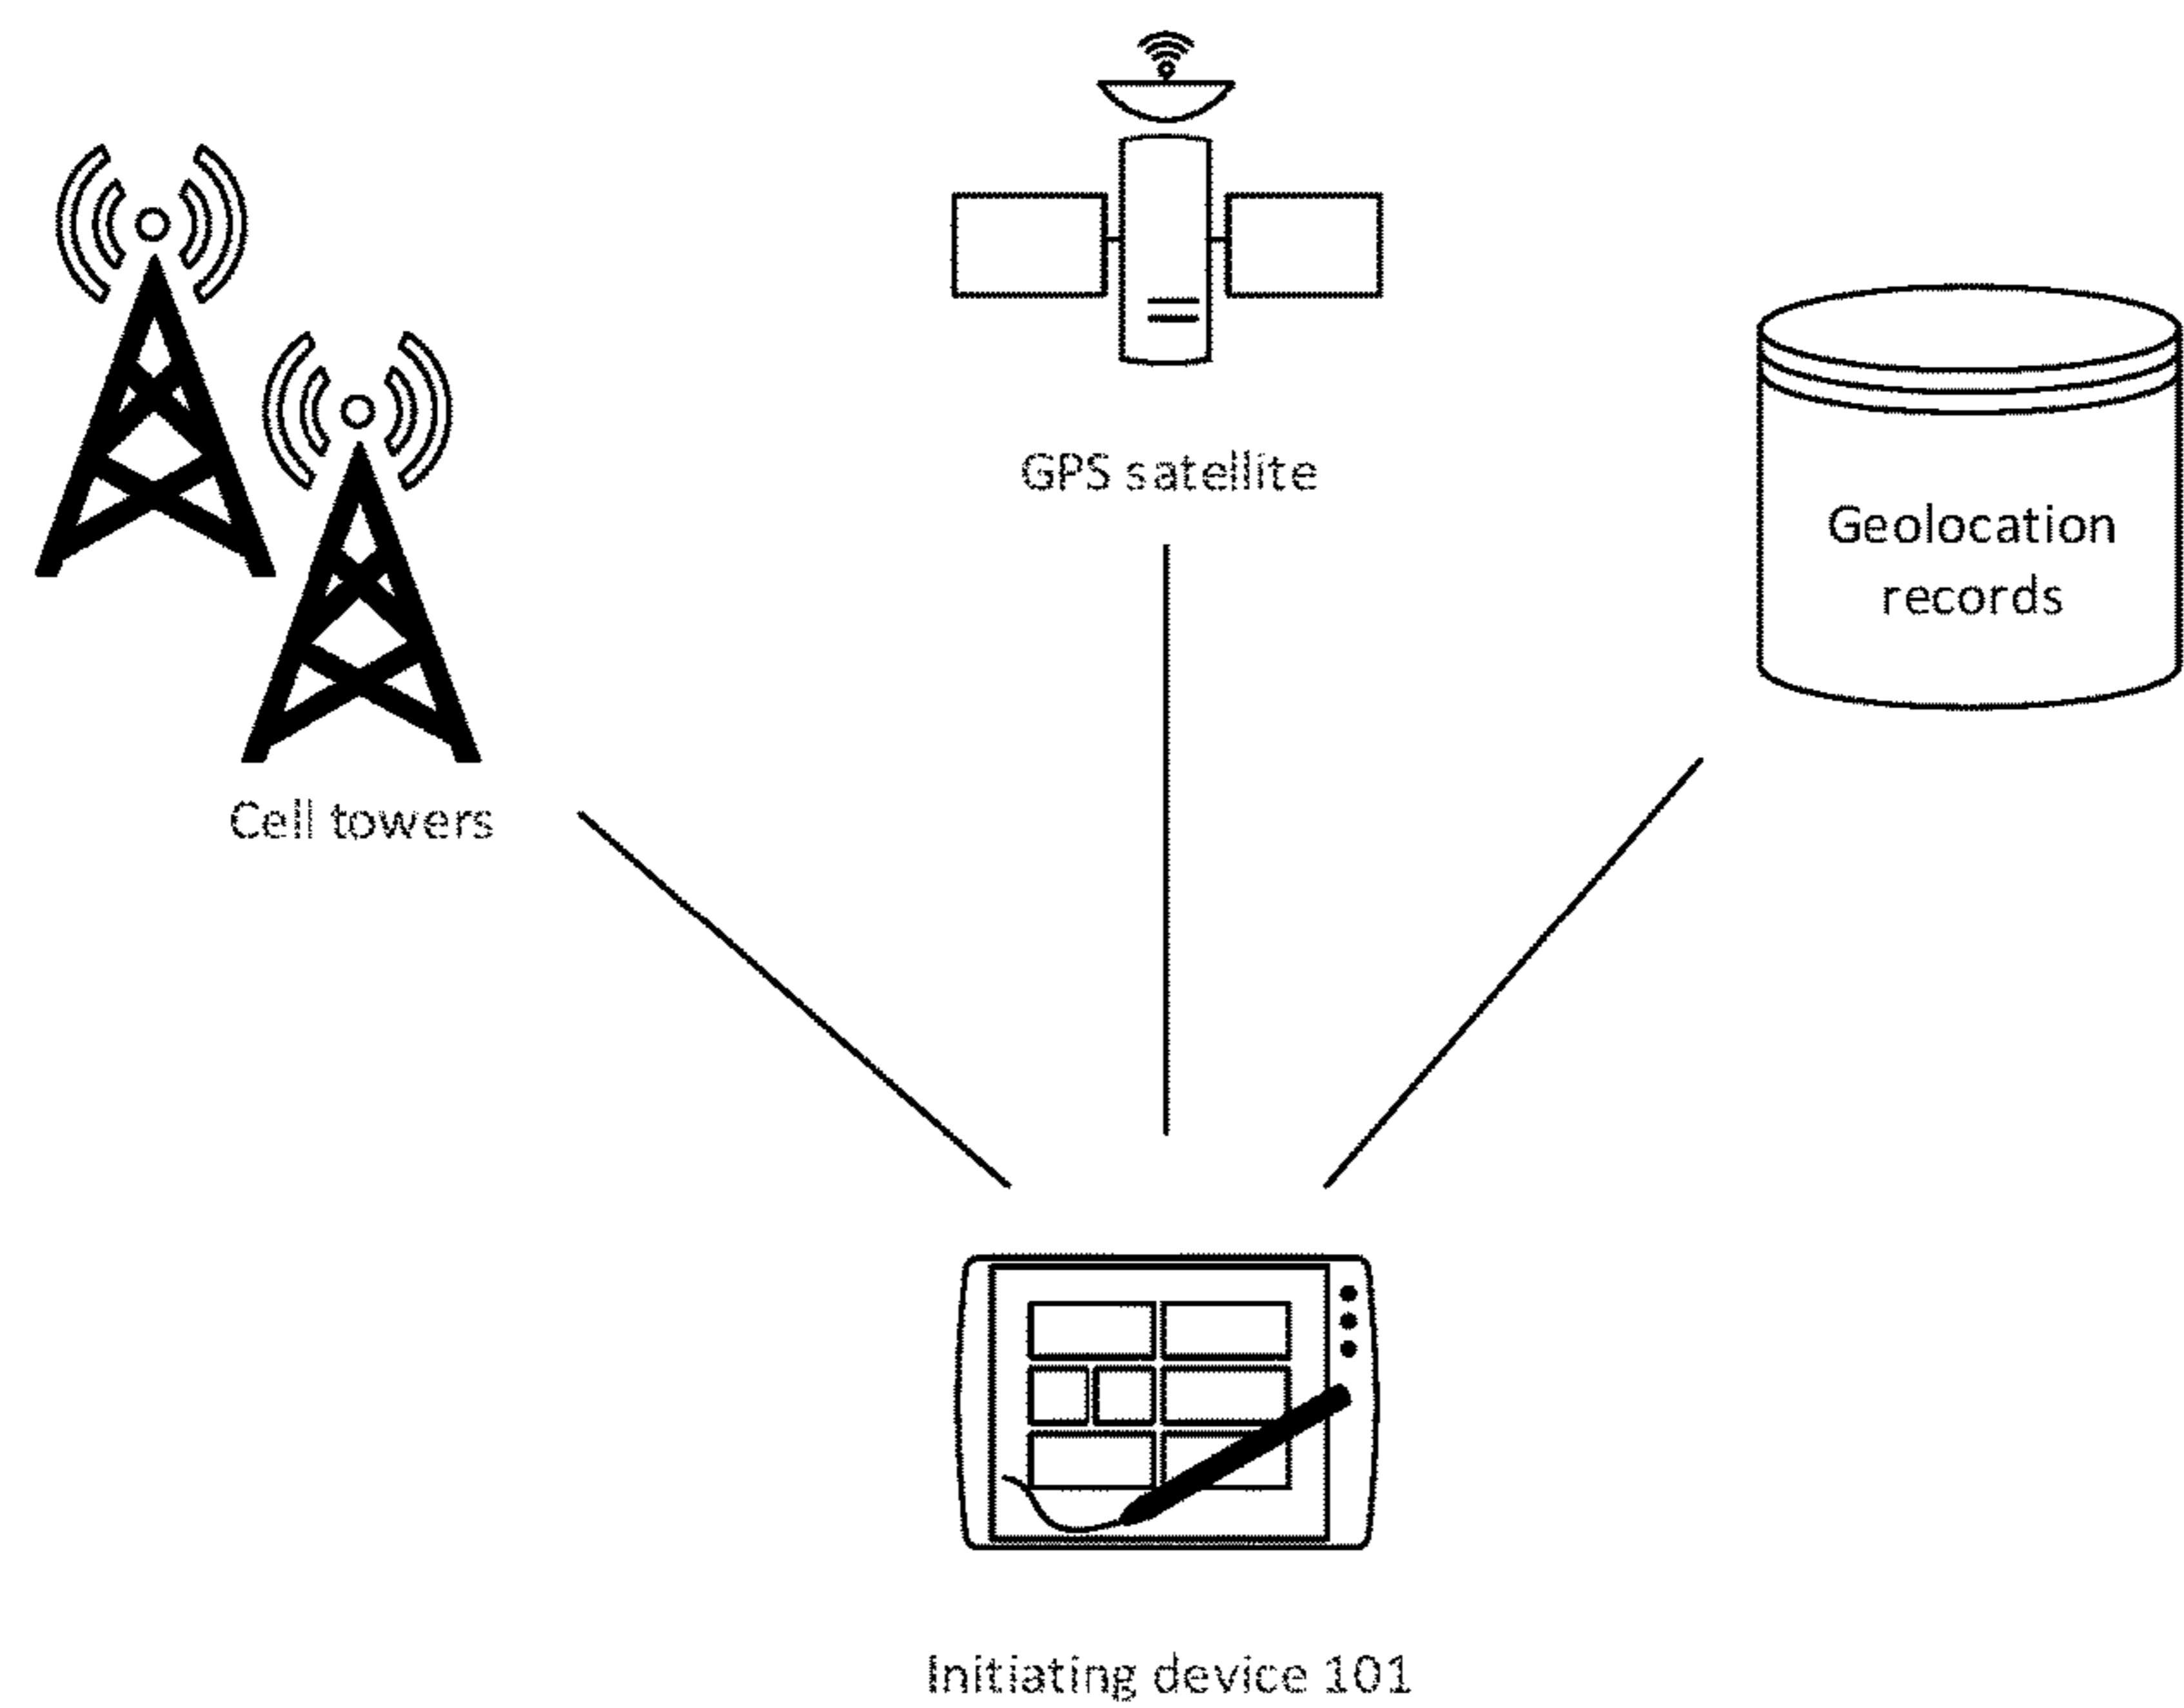 GPS satellite
Geolocation
records
Cell towers
Initiating device 101